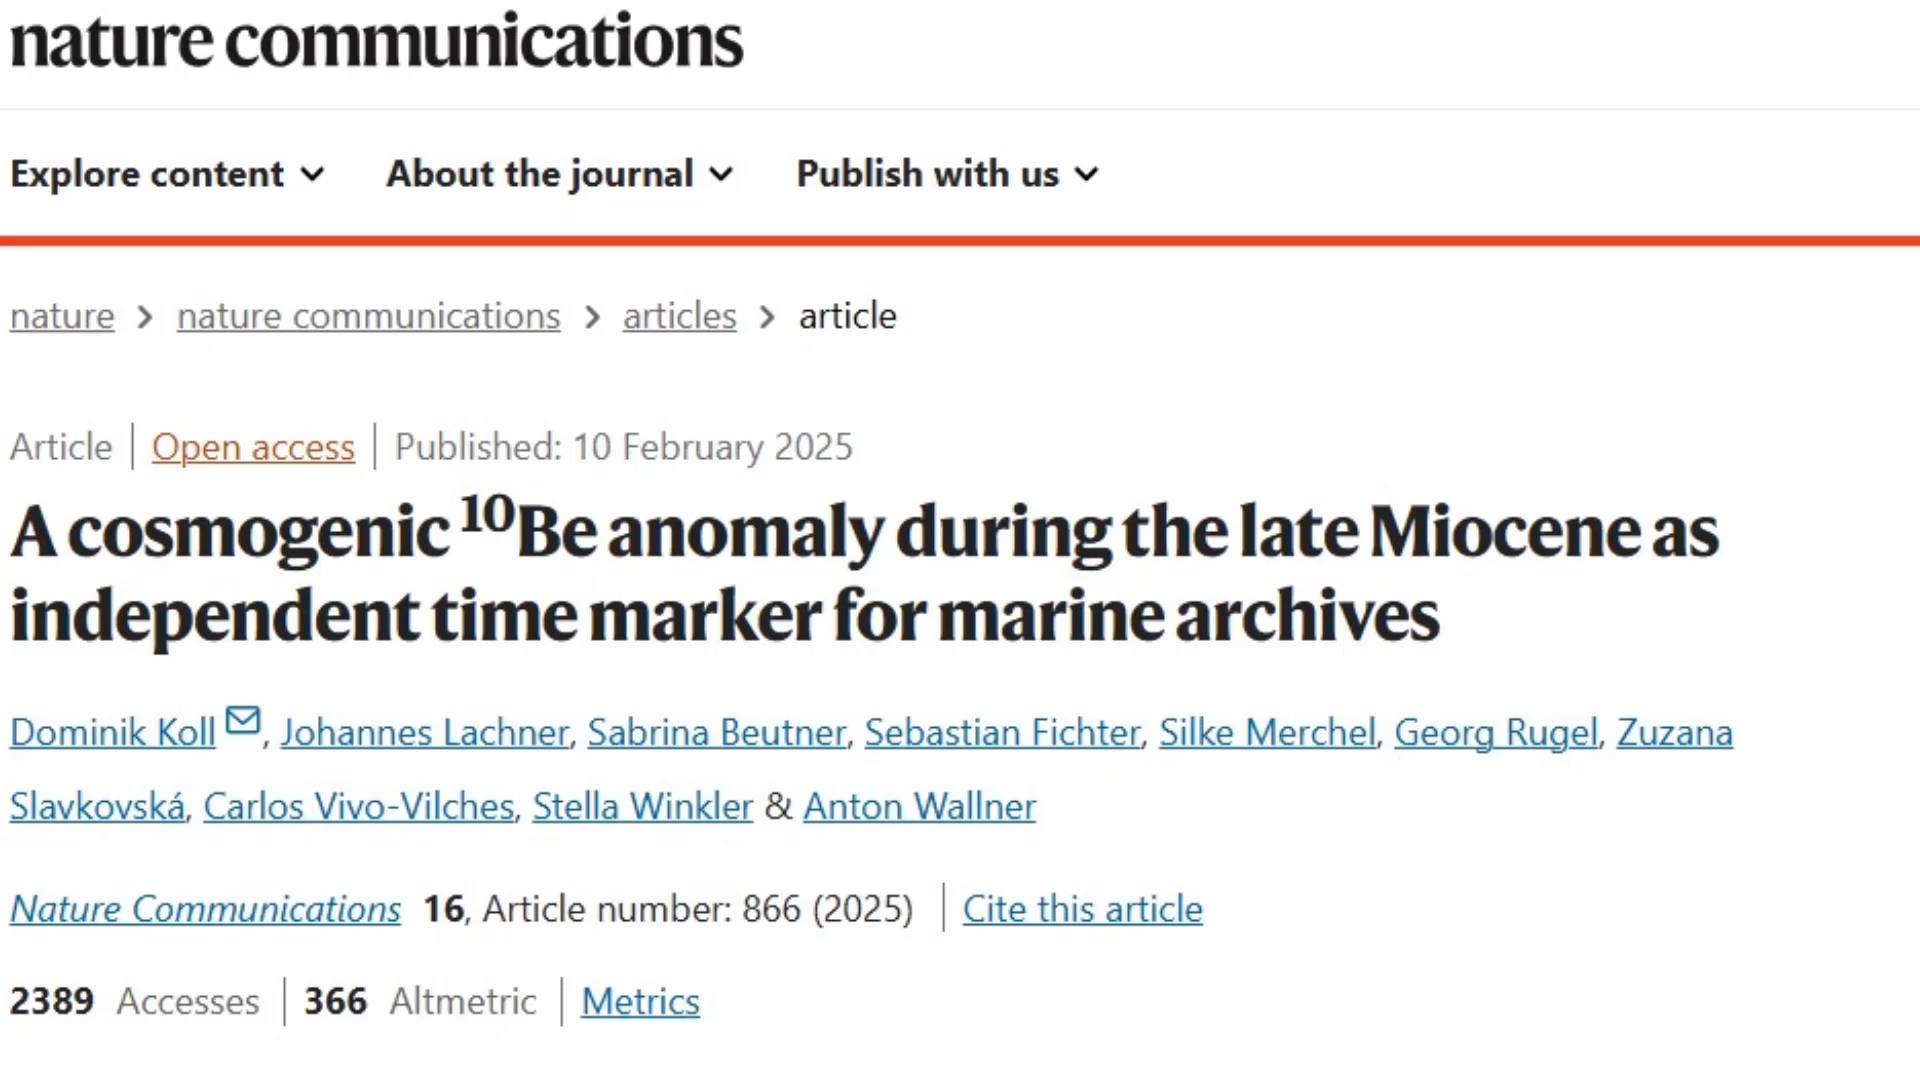 nature communications
Explore content About the journal Publish with us
nature > nature communications > articles > article
Article | Open access | Published: 10 February 2025
A cosmogenic ¹⁰Be anomaly during the late Miocene as
independent time marker for marine archives
Dominik Koll, Johannes Lachner, Sabrina Beutner, Sebastian Fichter, Silke Merchel, Georg Rugel, Zuzana
Slavkovská, Carlos Vivo-Vilches, Stella Winkler & Anton Wallner
Nature Communications 16, Article number: 866 (2025) | Cite this article
2389 Accesses | 366 Altmetric | Metrics